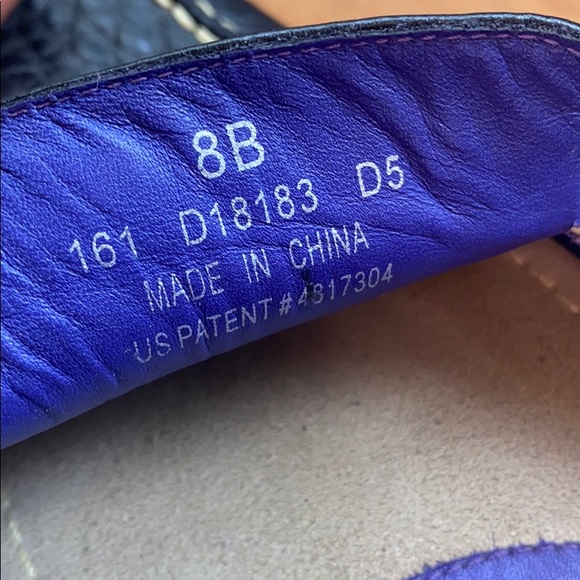 8B
161 D18183 D5
MADE IN CHINA
US PATENT #4817304